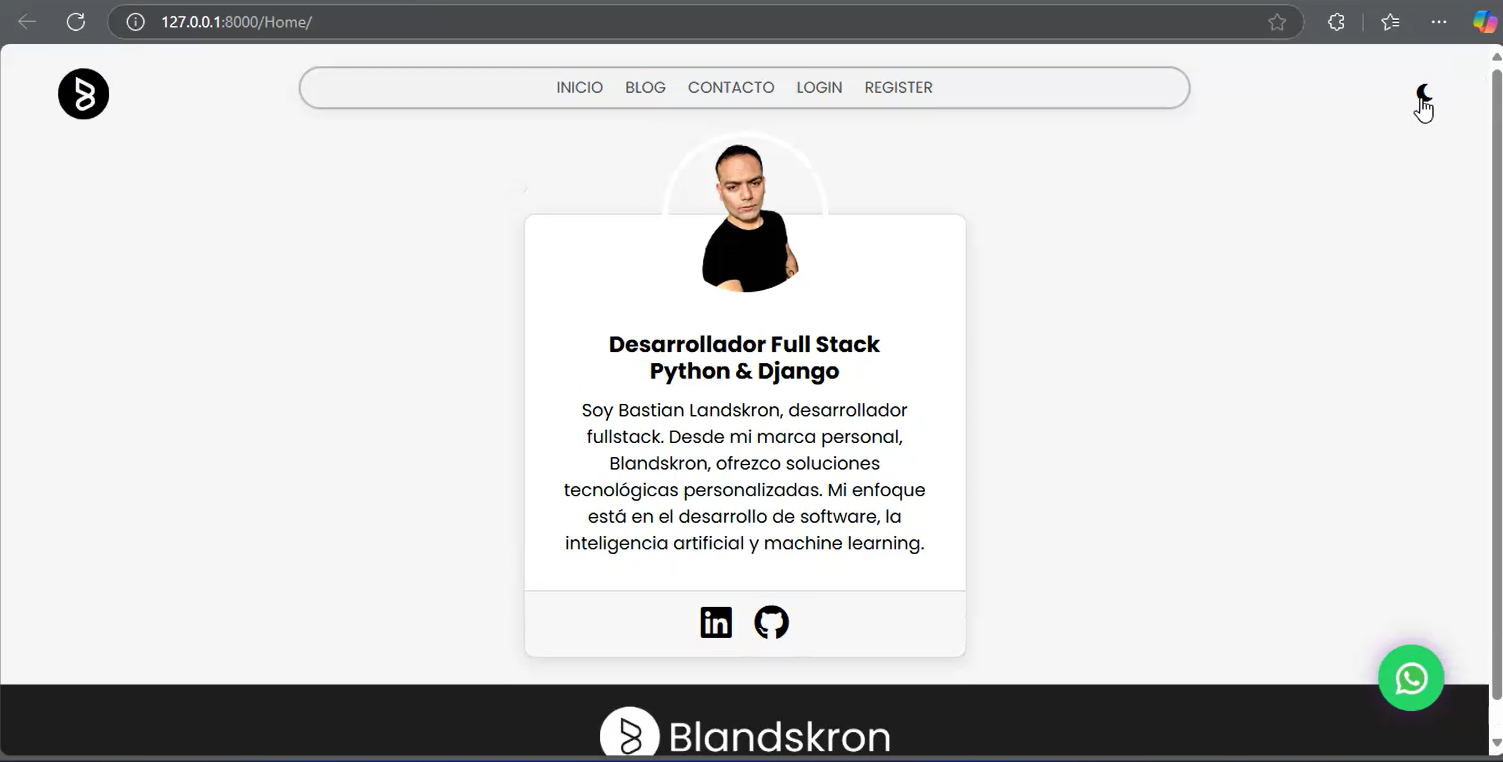 127.0.0.1:8000/Home/
INICIO BLOG CONTACTO LOGIN REGISTER
Desarrollador Full Stack
Python & Django
Soy Bastian Landskron, desarrollador
fullstack. Desde mi marca personal,
Blandskron, ofrezco soluciones
tecnológicas personalizadas. Mi enfoque
está en el desarrollo de software, la
inteligencia artificial y machine learning.
in
Blandskron